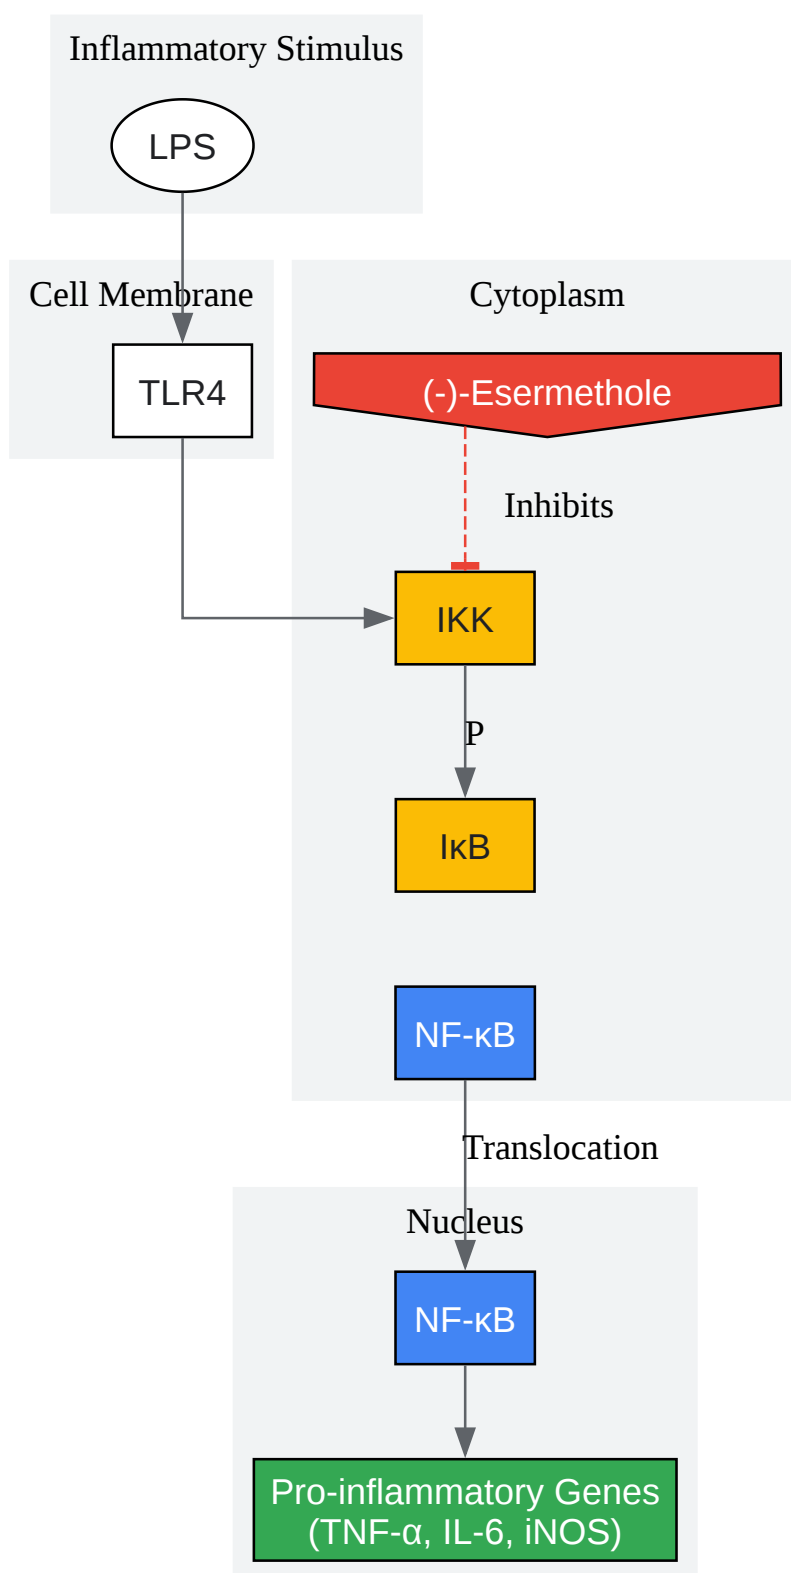 Inflammatory Stimulus
LPS
Cell Membrane
TLR4
Cytoplasm
(-)-Esermethole
Inhibits
IKK
P
IκB
NF-κB
Translocation
Nucleus
NF-κB
Pro-inflammatory Genes
(TNF-α, IL-6, iNOS)